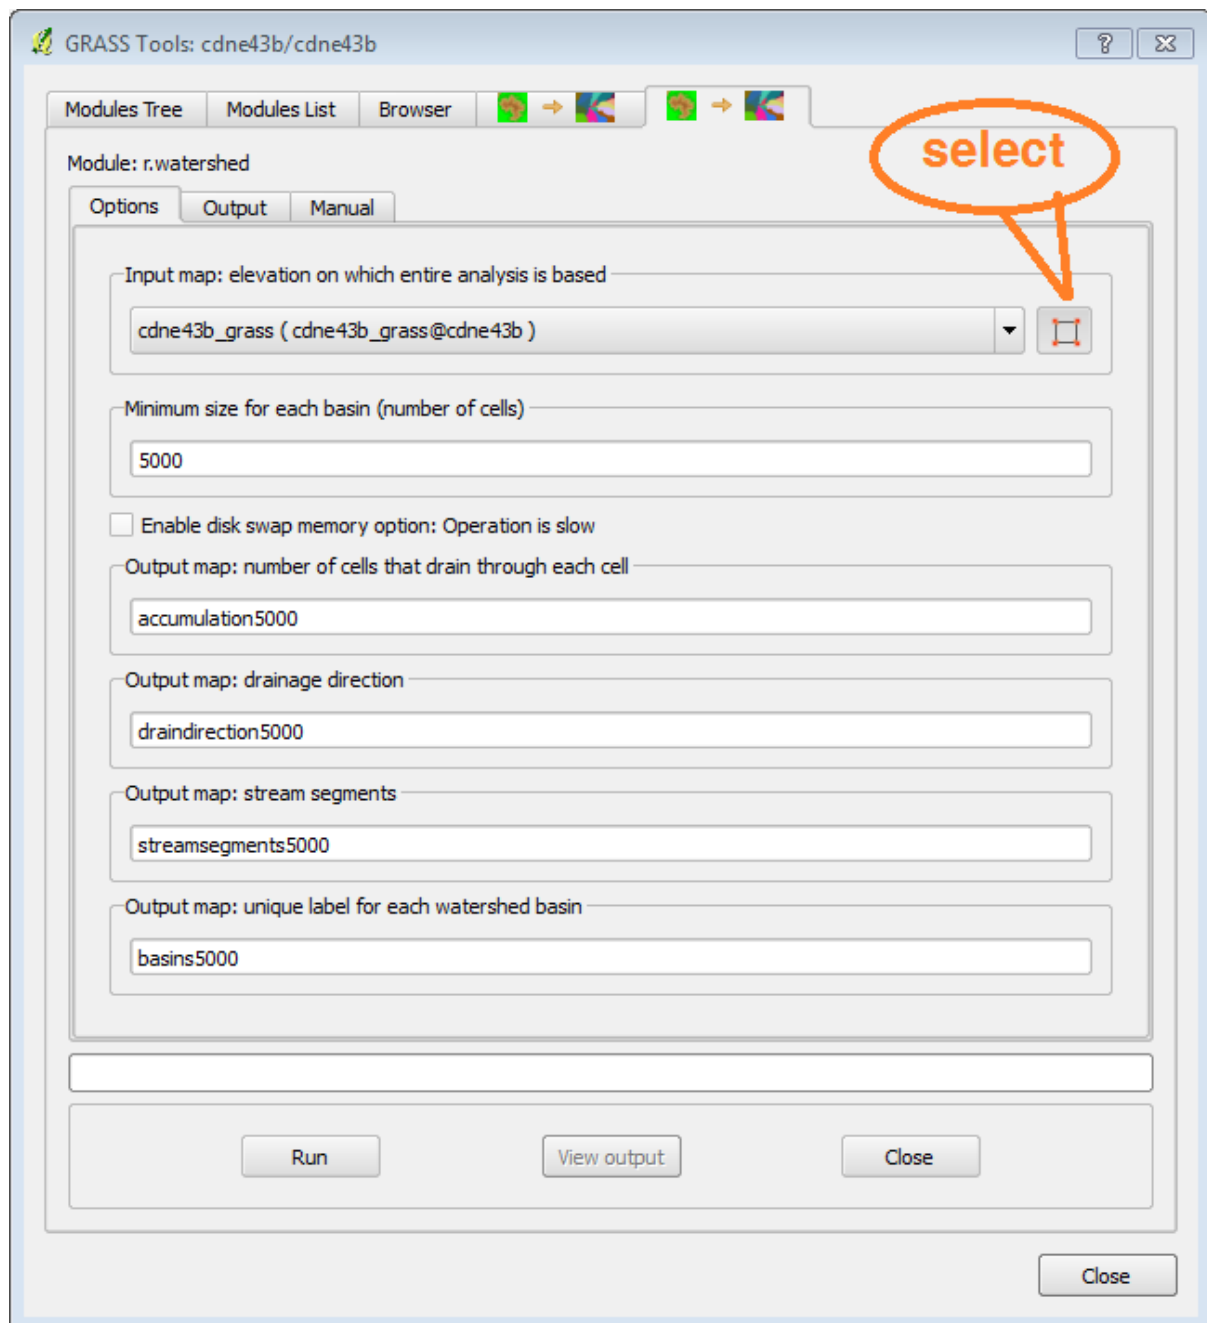 GRASS Tools: cdne43b/cdne43b
Modules Tree Modules List Browser
select
Module: r.watershed
Options Output Manual
Input map: elevation on which entire analysis is based
cdne43b_grass ( cdne43b_grass@cdne43b )
Minimum size for each basin (number of cells)
5000
Enable disk swap memory option: Operation is slow
Output map: number of cells that drain through each cell
accumulation5000
Output map: drainage direction
draindirection5000
Output map: stream segments
streamsegments5000
Output map: unique label for each watershed basin
basins5000
Run View output Close
Close